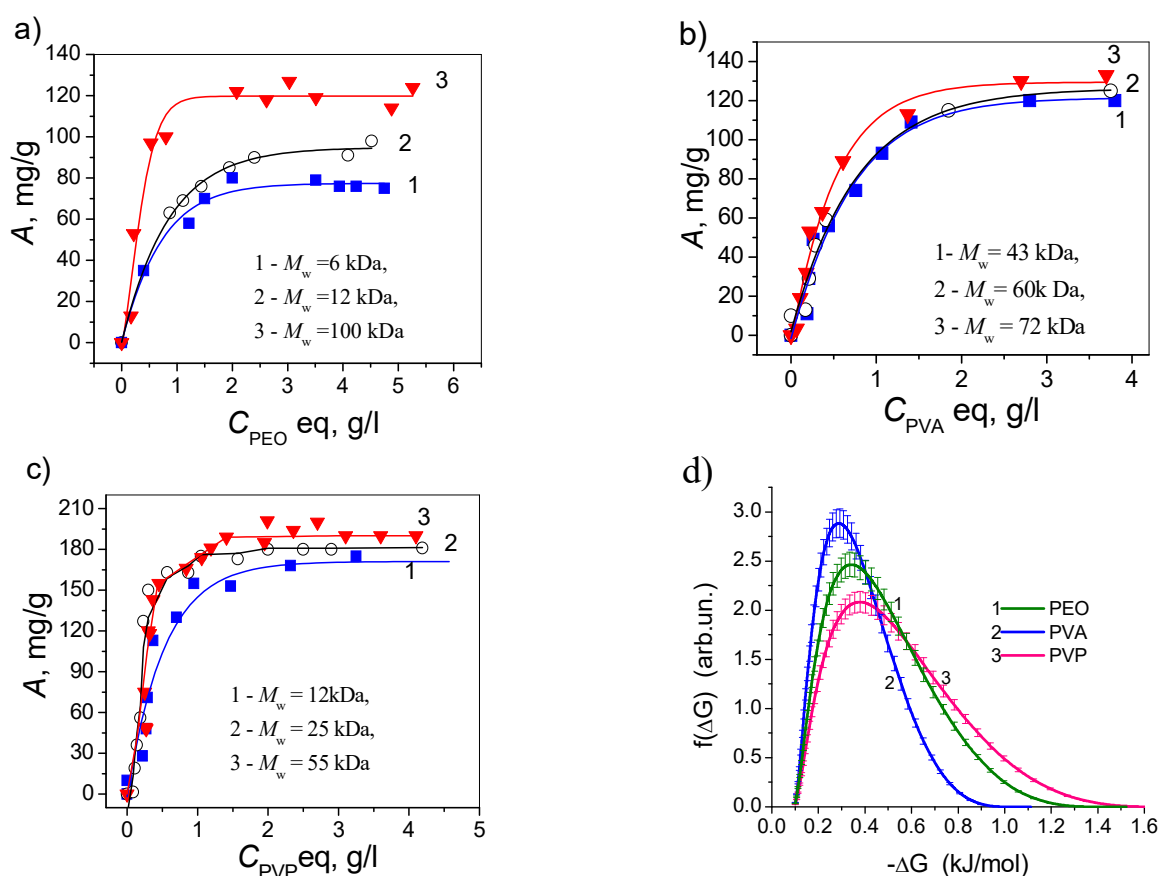 a)
A, mg/g
140
120
100
80
60
40
20
0
3
2
1
1 - Mw =6 kDa,
2 - Mw =12 kDa,
3 - Mw =100 kDa
0 1 2 3 4 5 6
CPEO eq, g/l
b)
A, mg/g
140
120
100
80
60
40
20
0
3
2
1
1- Mw = 43 kDa,
2 - Mw = 60k Da,
3 - Mw = 72 kDa
0 1 2 3 4
CPVA eq, g/l
c)
A, mg/g
210
180
150
120
90
60
30
0
3
2
1
1 - Mw = 12kDa,
2 - Mw = 25 kDa,
3 - Mw = 55 kDa
0 1 2 3 4 5
CPVPeq, g/l
d)
f(ΔG) (arb.un.)
3.0
2.5
2.0
1.5
1.0
0.5
0.0
1
2
3
1 PEO
2 PVA
3 PVP
0.0 0.2 0.4 0.6 0.8 1.0 1.2 1.4 1.6
-ΔG (kJ/mol)